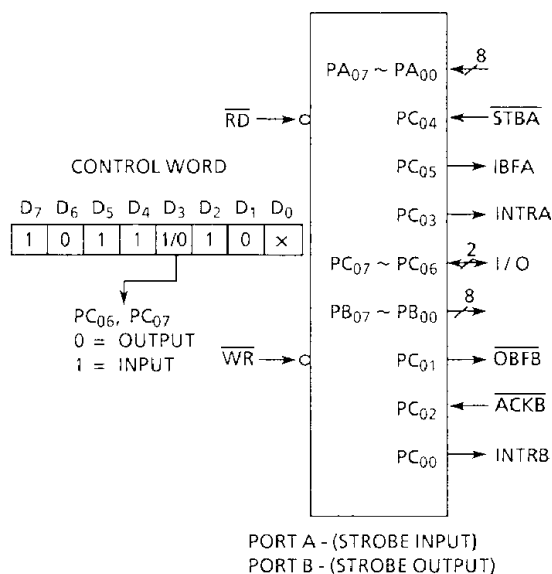 PA07 ~ PA00
8
RD
PC04
STBA
CONTROL WORD
PC05
IBFA
D7 D6 D5 D4 D3 D2 D1 D0
PC03
INTRA
1 0 1 1 1/0 1 0 ×
PC07 ~ PC06
2
I/O
PC06, PC07
0 = OUTPUT
1 = INPUT
PB07 ~ PB00
8
WR
PC01
OBFB
PC02
ACKB
PC00
INTRB
PORT A - (STROBE INPUT)
PORT B - (STROBE OUTPUT)